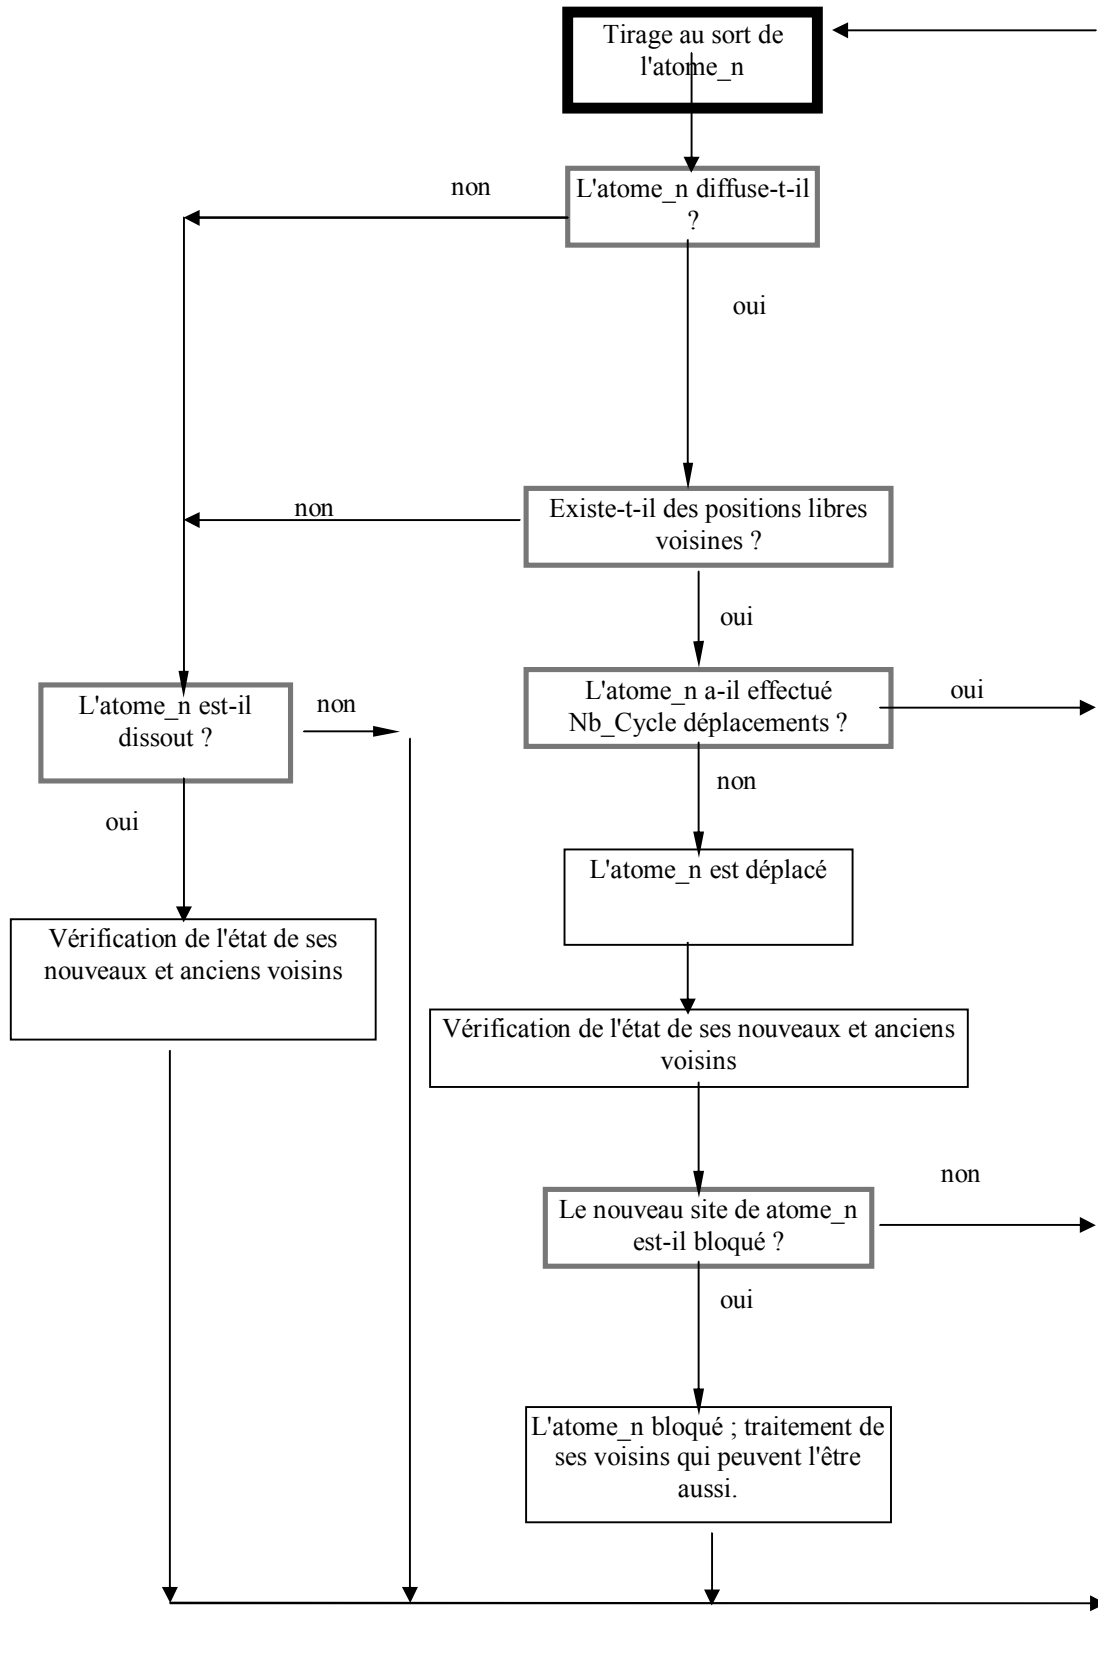 Tirage au sort de
l'atome_n
non
L'atome_n diffuse-t-il
?
oui
non
Existe-t-il des positions libres
voisines ?
oui
L'atome_n est-il
dissout ?
non
L'atome_n a-il effectué
Nb_Cycle déplacements ?
oui
non
oui
L'atome_n est déplacé
Vérification de l'état de ses
nouveaux et anciens voisins
Vérification de l'état de ses nouveaux et anciens
voisins
non
Le nouveau site de atome_n
est-il bloqué ?
oui
L'atome_n bloqué ; traitement de
ses voisins qui peuvent l'être
aussi.